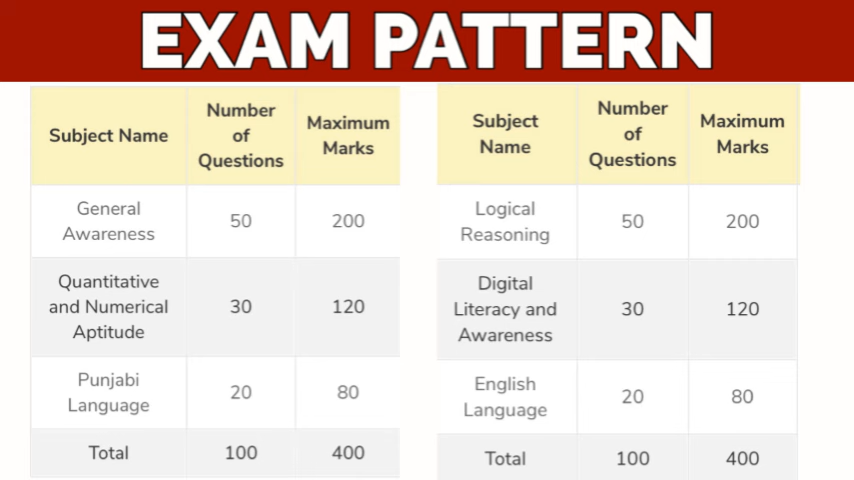 EXAM PATTERN
Subject Name
Number
of
Questions
Maximum
Marks
General
Awareness
50
200
Quantitative
and Numerical
Aptitude
30
120
Punjabi
Language
20
80
Total
100
400
Subject
Name
Number
of
Questions
Maximum
Marks
Logical
Reasoning
50
200
Digital
Literacy and
Awareness
30
120
English
Language
20
80
Total
100
400